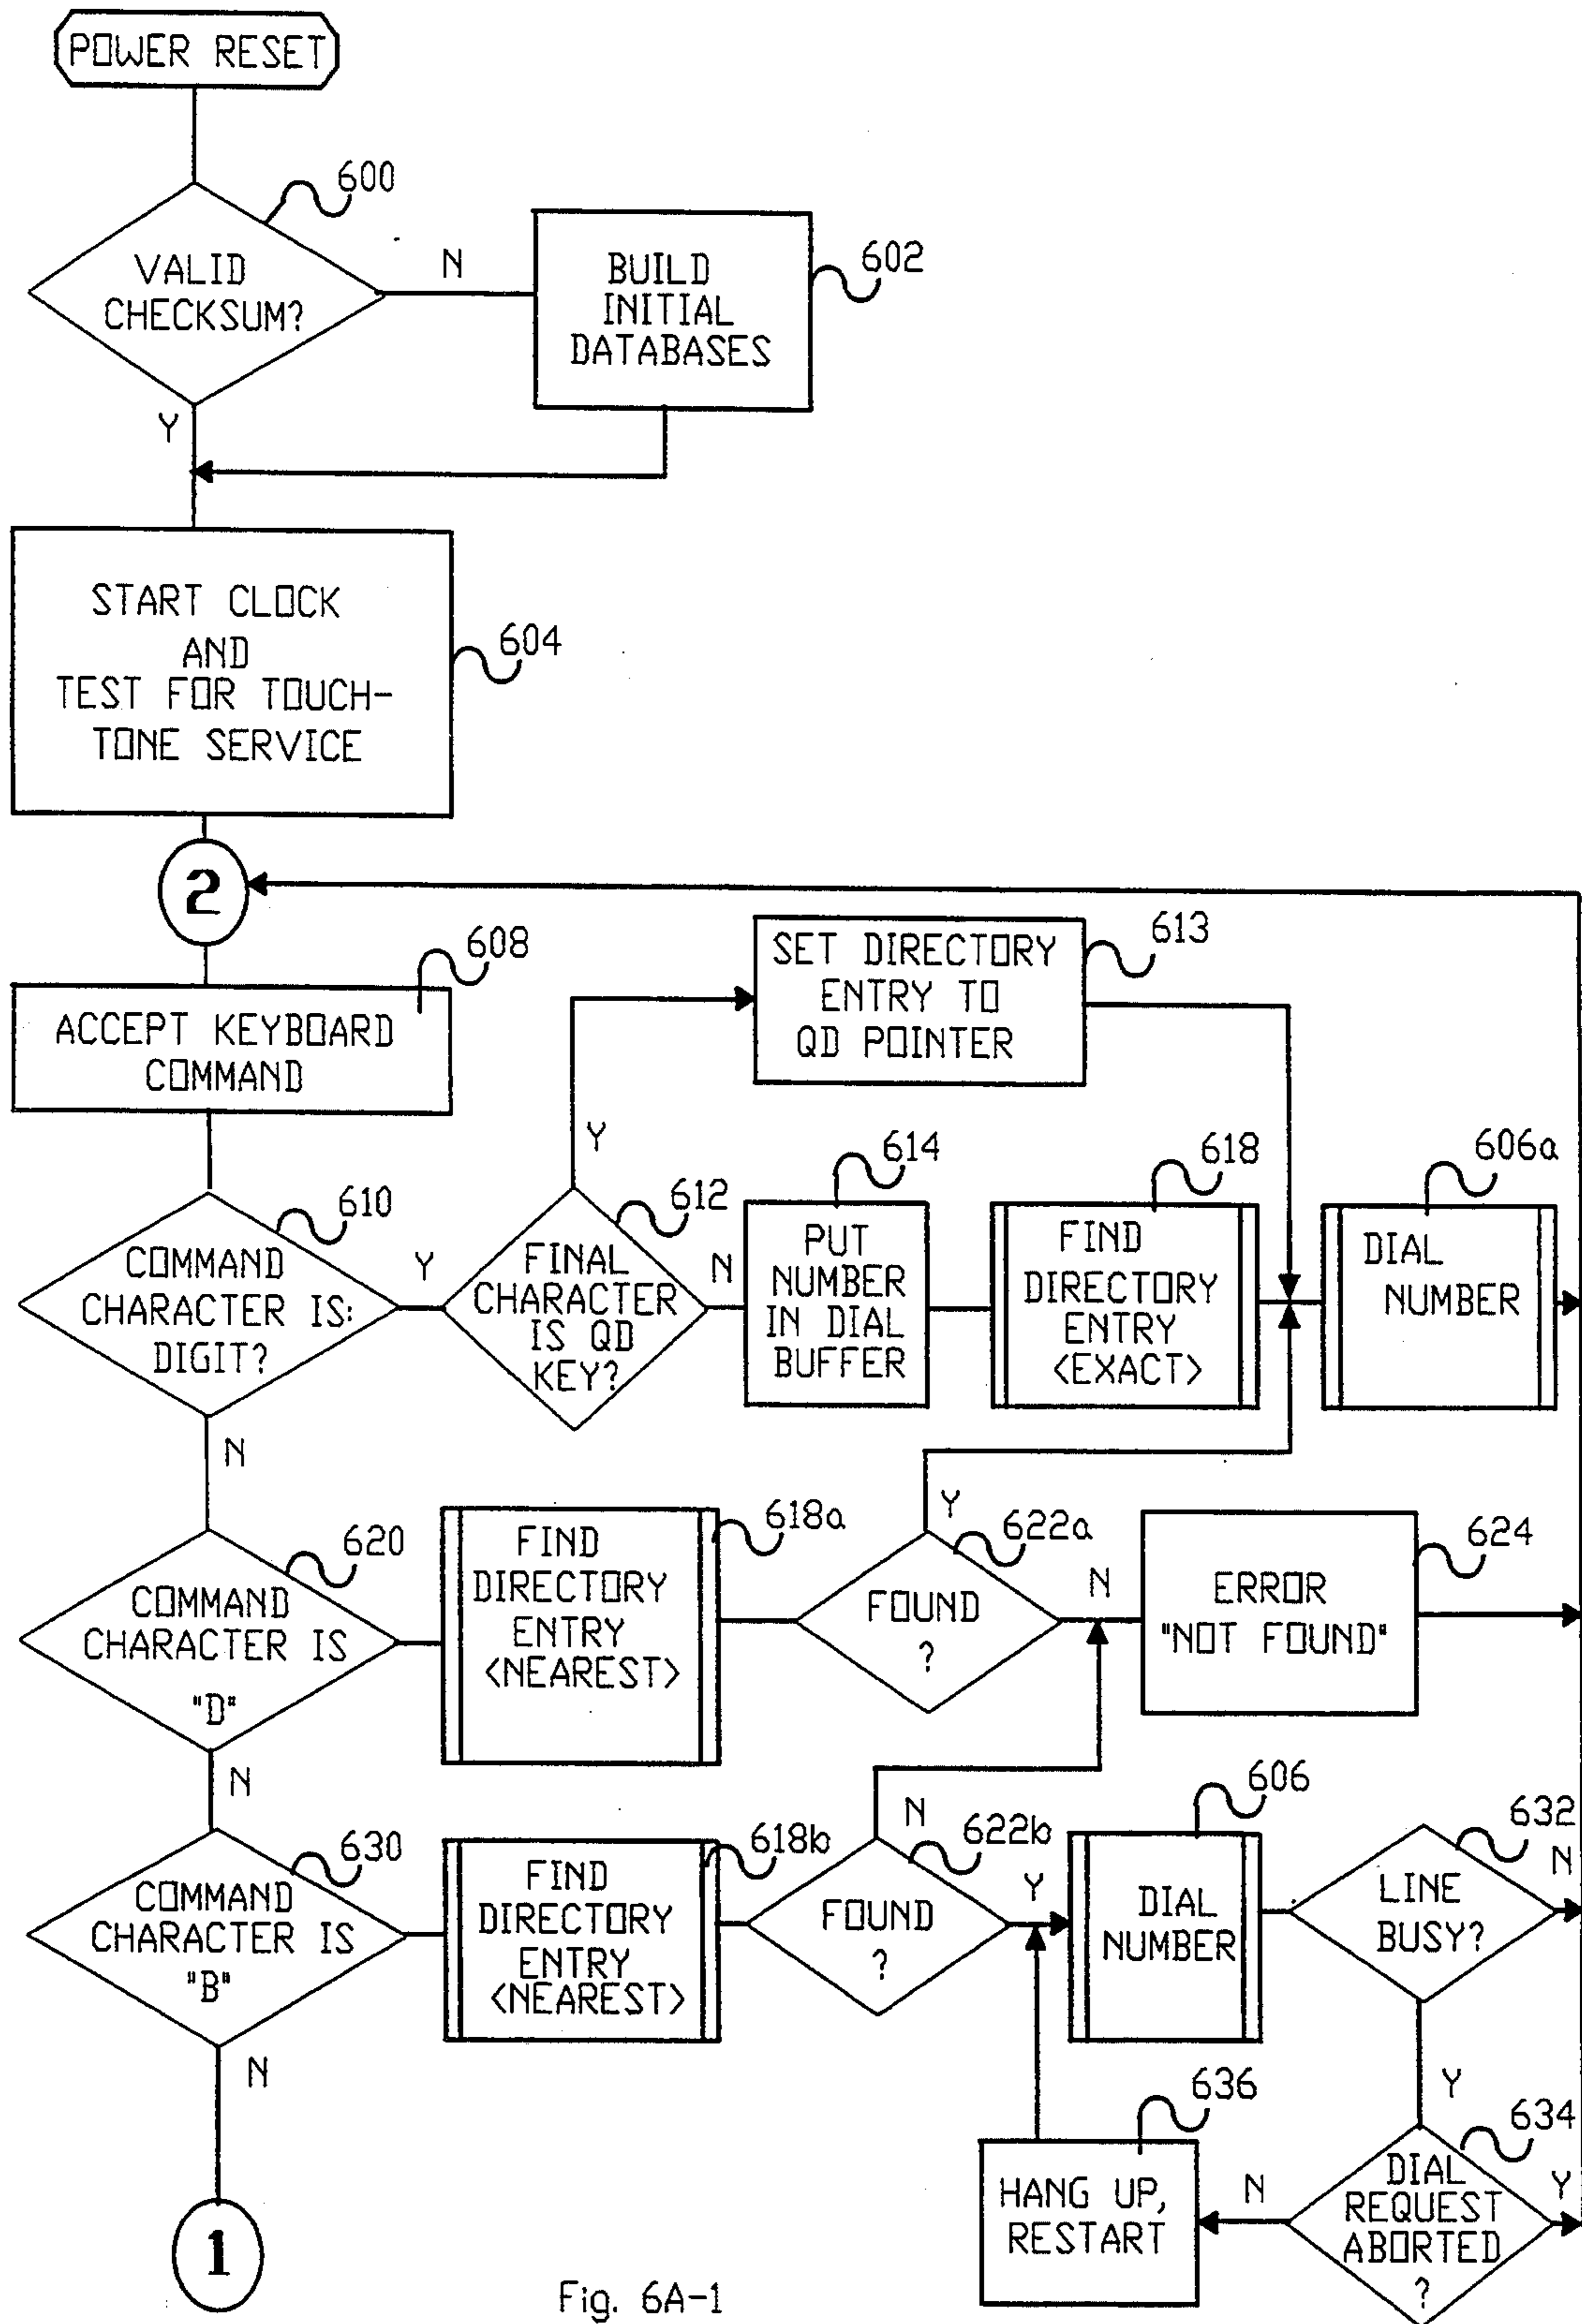 POWER RESET
600
VALID
CHECKSUM?
N
Y
BUILD
INITIAL
DATABASES
602
START CLOCK
AND
TEST FOR TOUCH-
TONE SERVICE
604
2
608
ACCEPT KEYBOARD
COMMAND
SET DIRECTORY
ENTRY TO
QD POINTER
613
610
COMMAND
CHARACTER IS:
DIGIT?
Y
N
612
FINAL
CHARACTER
IS QD
KEY?
Y
N
614
PUT
NUMBER
IN DIAL
BUFFER
618
FIND
DIRECTORY
ENTRY
<EXACT>
606a
DIAL
NUMBER
620
COMMAND
CHARACTER IS
"D"
N
618a
FIND
DIRECTORY
ENTRY
<NEAREST>
622a
FOUND
?
Y
N
624
ERROR
"NOT FOUND"
630
COMMAND
CHARACTER IS
"B"
N
618b
FIND
DIRECTORY
ENTRY
<NEAREST>
622b
FOUND
?
N
Y
606
DIAL
NUMBER
632
LINE
BUSY?
N
Y
634
DIAL
REQUEST
ABORTED
?
Y
N
636
HANG UP,
RESTART
1
Fig. 6A-1